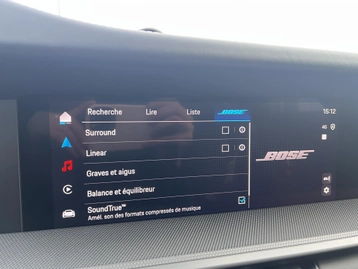 Recherche
Lire
Liste
BOSE
15:12
Surround
Linear
BOSE
Graves et aigus
Balance et équilibreur
SoundTrue™
Amél. son des formats compressés de musique